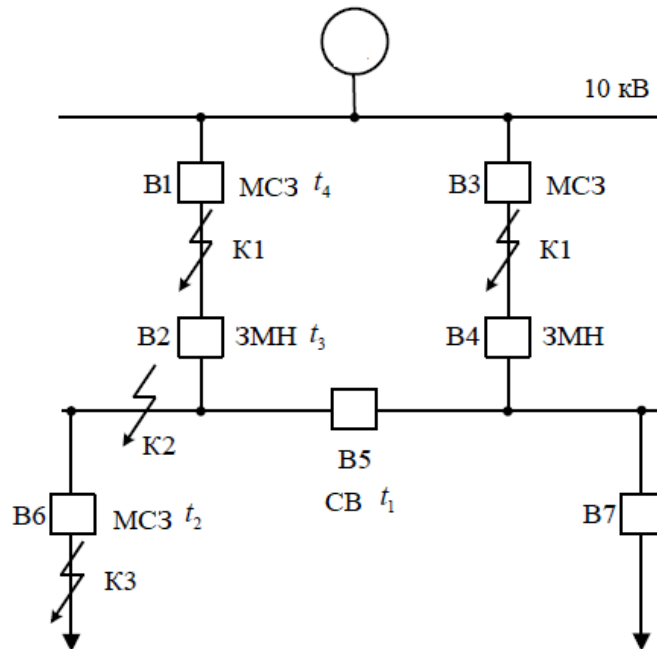 10 кВ
В1 МСЗ t₄
В3 МСЗ
К1
К1
В2 ЗМН t₃
В4 ЗМН
К2
В5
СВ t₁
В6 МСЗ t₂
В7
К3